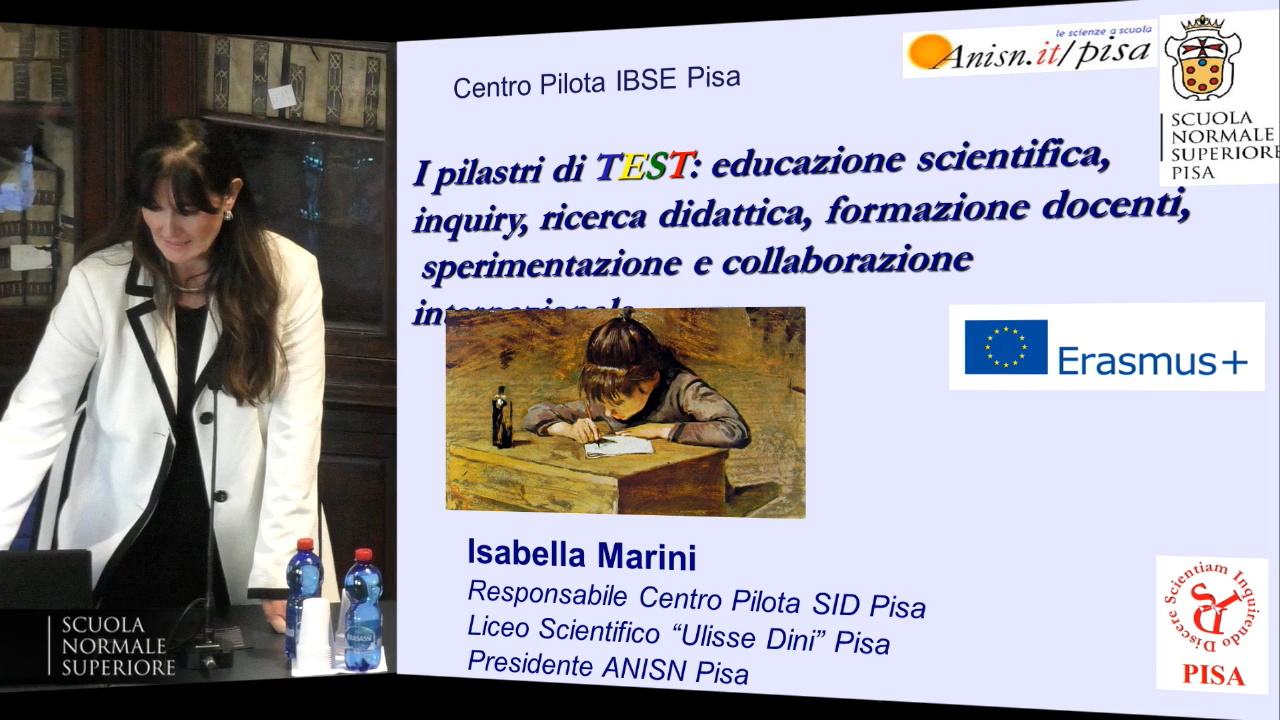 Centro Pilota IBSE Pisa
le scienze a scuola
Anisn.it/pisa
SCUOLA
NORMALE
SUPERIORE
PISA
I pilastri di TEST: educazione scientifica,
inquiry, ricerca didattica, formazione docenti,
sperimentazione e collaborazione
internazionale
Erasmus+
Isabella Marini
Responsabile Centro Pilota SID Pisa
Liceo Scientifico “Ulisse Dini” Pisa
Presidente ANISN Pisa
Scientiam Inquirendo Discere
PISA
SCUOLA
NORMALE
SUPERIORE